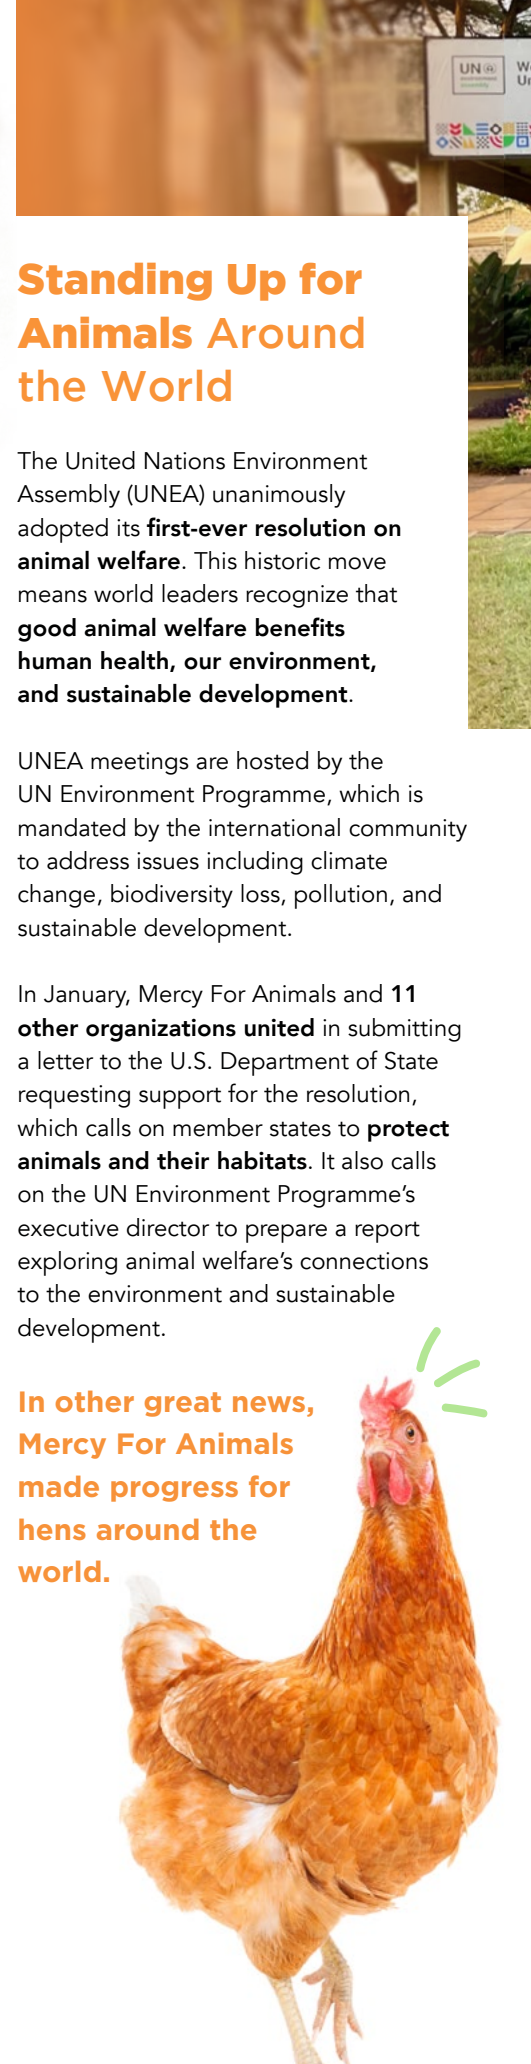 UN
environment
assembly
Standing Up for
Animals Around
the World
The United Nations Environment
Assembly (UNEA) unanimously
adopted its first-ever resolution on
animal welfare. This historic move
means world leaders recognize that
good animal welfare benefits
human health, our environment,
and sustainable development.
UNEA meetings are hosted by the
UN Environment Programme, which is
mandated by the international community
to address issues including climate
change, biodiversity loss, pollution, and
sustainable development.
In January, Mercy For Animals and 11
other organizations united in submitting
a letter to the U.S. Department of State
requesting support for the resolution,
which calls on member states to protect
animals and their habitats. It also calls
on the UN Environment Programme’s
executive director to prepare a report
exploring animal welfare’s connections
to the environment and sustainable
development.
In other great news,
Mercy For Animals
made progress for
hens around the
world.